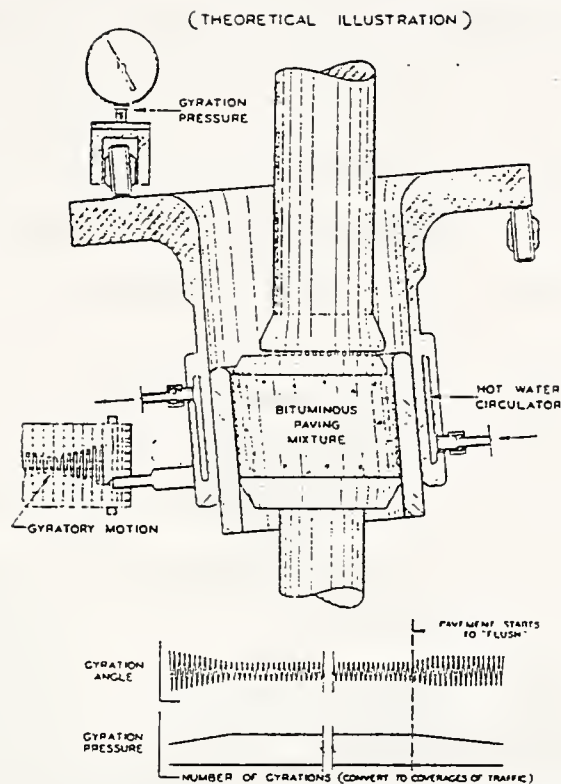 (THEORETICAL ILLUSTRATION)
GYRATION
PRESSURE
HOT WATER
CIRCULATOR
BITUMINOUS
PAVING
MIXTURE
GYRATORY MOTION
PAVEMENT STARTS
TO "FLUSH"
GYRATION
ANGLE
GYRATION
PRESSURE
NUMBER OF GYRATIONS (CONVERT TO COVERAGES OF TRAFFIC)